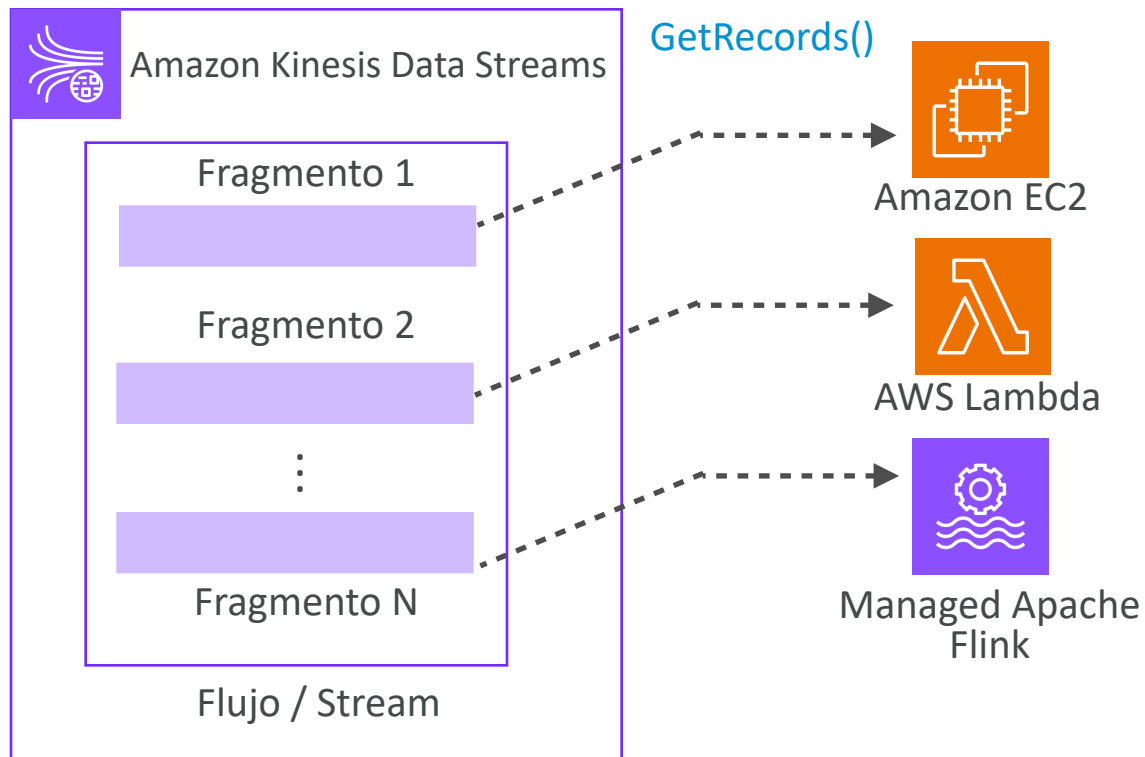 Amazon Kinesis Data Streams
GetRecords()
Fragmento 1
Amazon EC2
Fragmento 2
AWS Lambda
Fragmento N
Managed Apache
Flink
Flujo / Stream